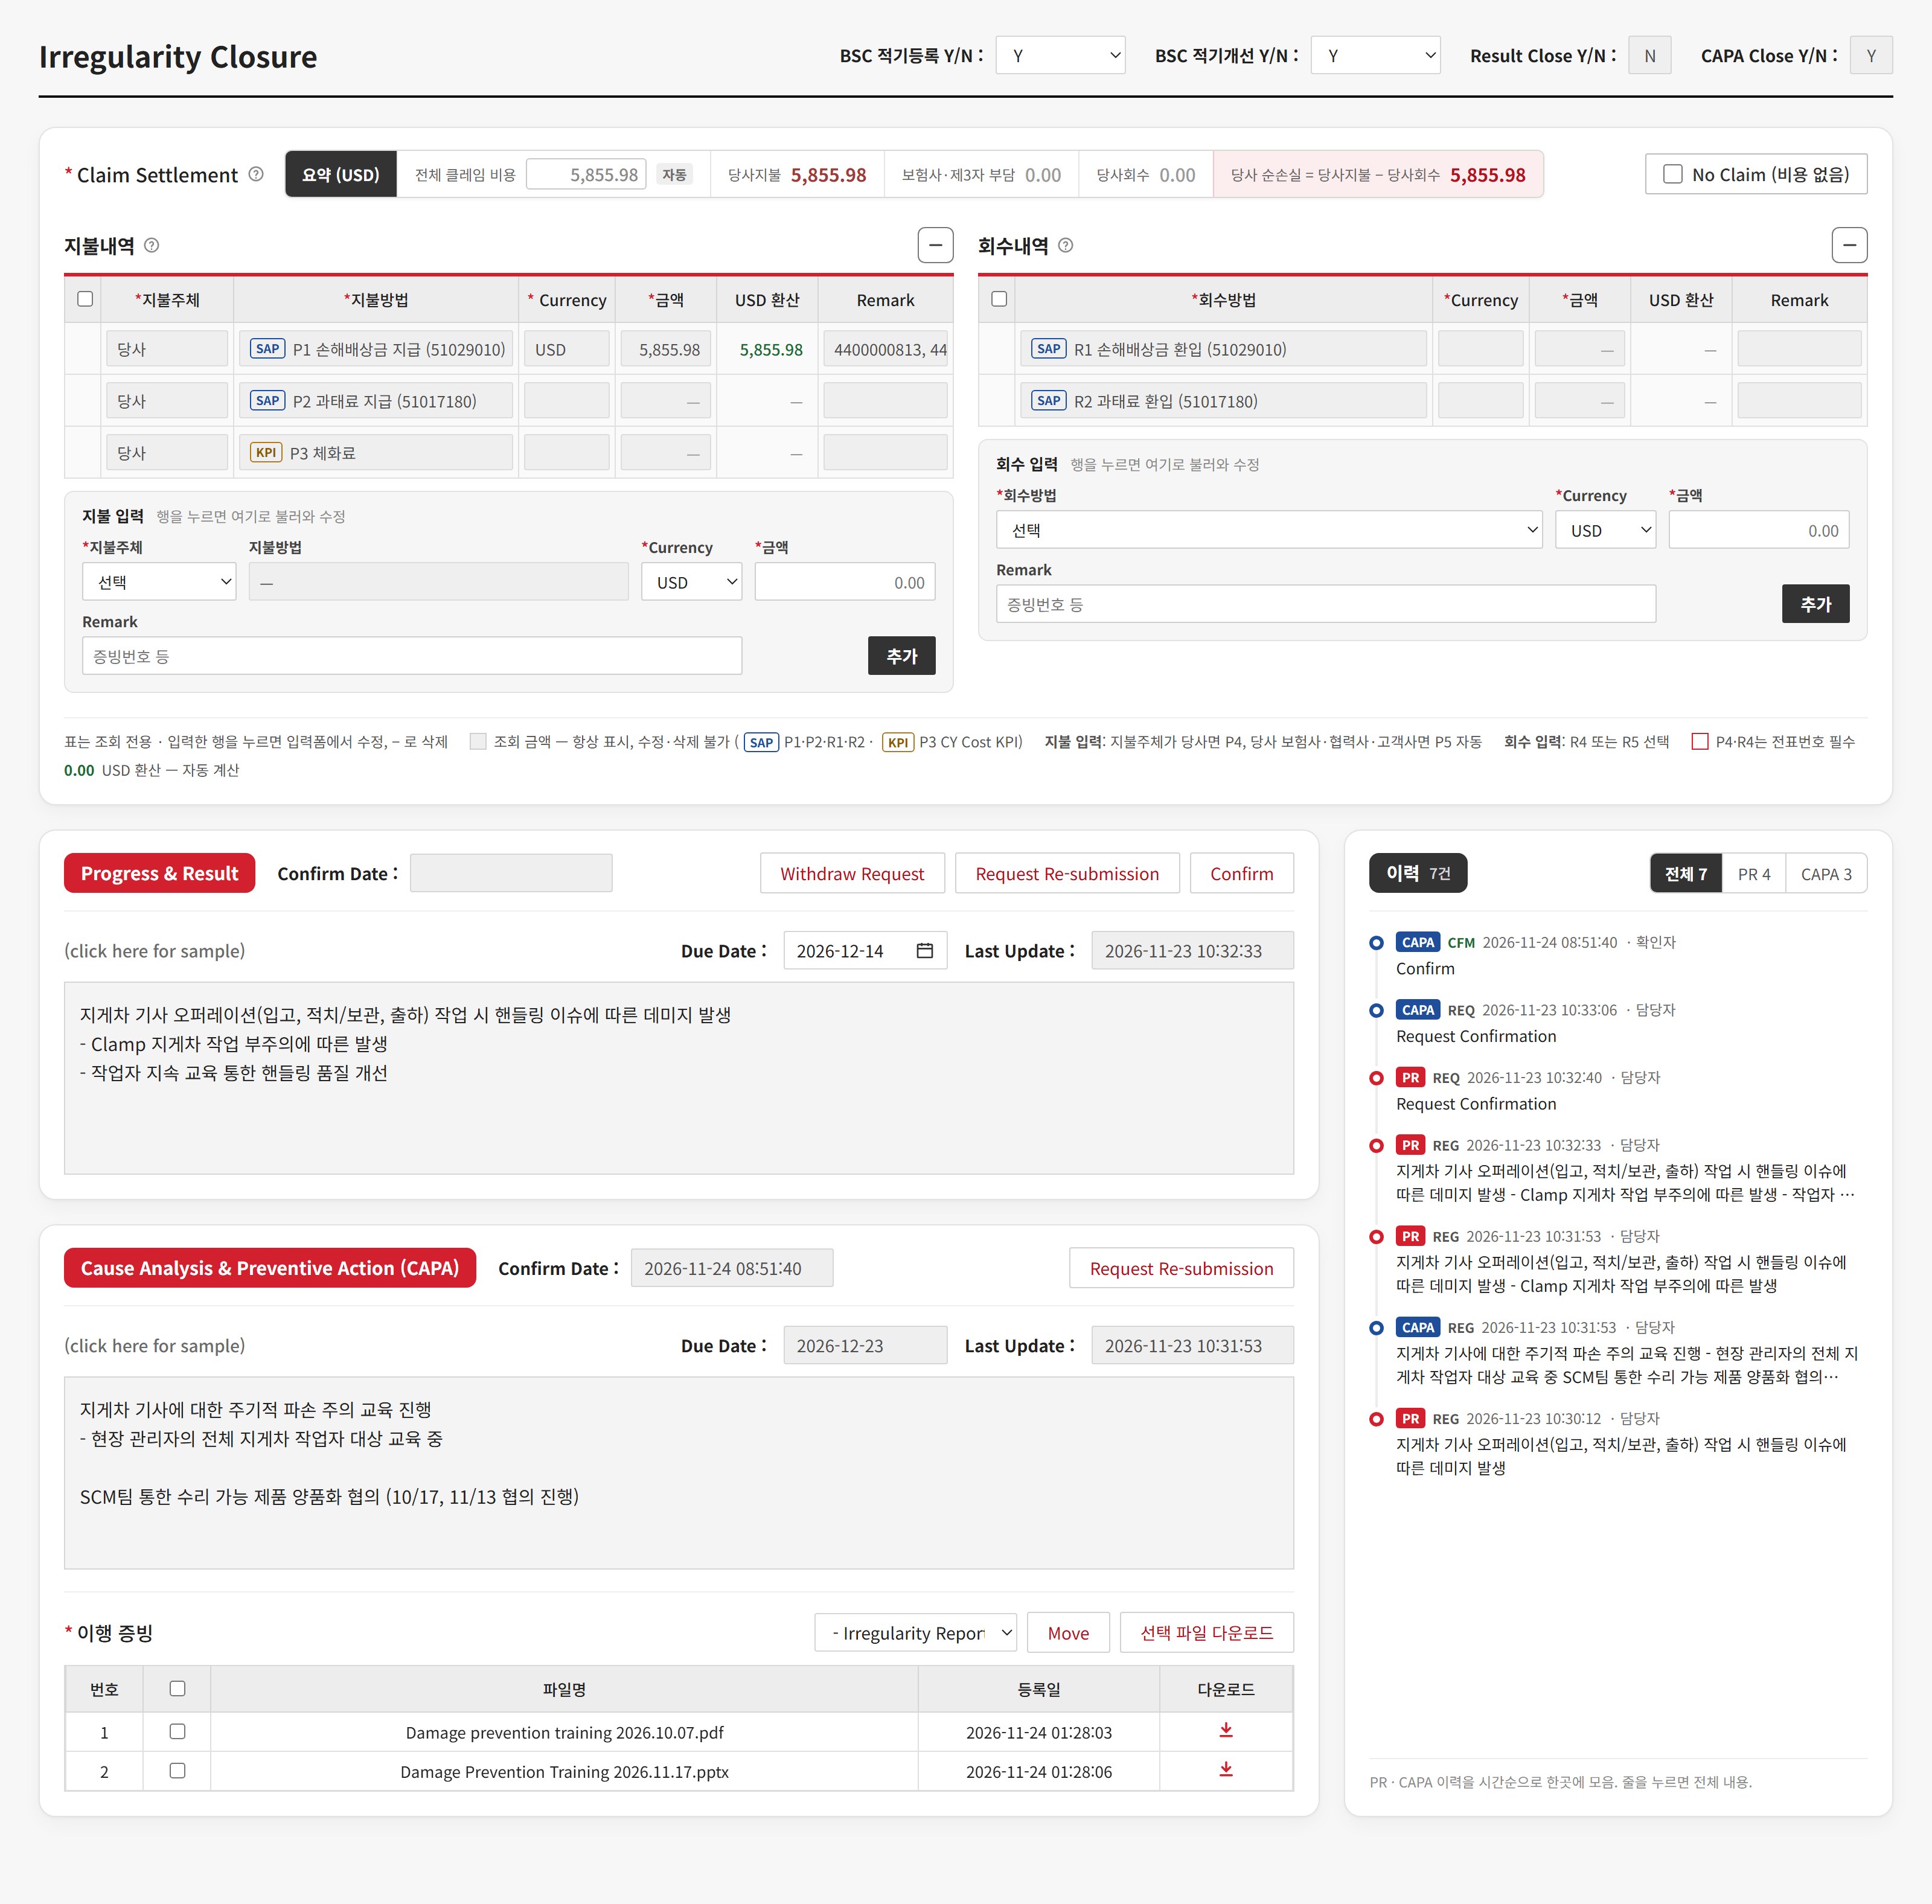 Irregularity Closure
BSC 적기등록 Y/N : Y BSC 적기개선 Y/N : Y Result Close Y/N : N CAPA Close Y/N : Y
* Claim Settlement ? 요약 (USD) 전체 클레임 비용 5,855.98 자동 당사지불 5,855.98 보험사·제3자 부담 0.00 당사회수 0.00 당사 순손실 = 당사지불 − 당사회수 5,855.98 No Claim (비용 없음)
지불내역 ? −
*지불주체 *지불방법 * Currency *금액 USD 환산 Remark
당사 SAP P1 손해배상금 지급 (51029010) USD 5,855.98 5,855.98 4400000813, 44
당사 SAP P2 과태료 지급 (51017180) — —
당사 KPI P3 체화료 — —
지불 입력 행을 누르면 여기로 불러와 수정
*지불주체 지불방법 *Currency *금액
선택 — USD 0.00
Remark
증빙번호 등 추가
회수내역 ? −
*회수방법 *Currency *금액 USD 환산 Remark
SAP R1 손해배상금 환입 (51029010) — —
SAP R2 과태료 환입 (51017180) — —
회수 입력 행을 누르면 여기로 불러와 수정
*회수방법 *Currency *금액
선택 USD 0.00
Remark
증빙번호 등 추가
표는 조회 전용 · 입력한 행을 누르면 입력폼에서 수정, − 로 삭제 조회 금액 — 항상 표시, 수정·삭제 불가 ( SAP P1·P2·R1·R2 · KPI P3 CY Cost KPI) 지불 입력: 지불주체가 당사면 P4, 당사 보험사·협력사·고객사면 P5 자동 회수 입력: R4 또는 R5 선택 P4·R4는 전표번호 필수
0.00 USD 환산 — 자동 계산
Progress & Result Confirm Date : Withdraw Request Request Re-submission Confirm
(click here for sample) Due Date : 2026-12-14 Last Update : 2026-11-23 10:32:33
지게차 기사 오퍼레이션(입고, 적치/보관, 출하) 작업 시 핸들링 이슈에 따른 데미지 발생
- Clamp 지게차 작업 부주의에 따른 발생
- 작업자 지속 교육 통한 핸들링 품질 개선
Cause Analysis & Preventive Action (CAPA) Confirm Date : 2026-11-24 08:51:40 Request Re-submission
(click here for sample) Due Date : 2026-12-23 Last Update : 2026-11-23 10:31:53
지게차 기사에 대한 주기적 파손 주의 교육 진행
- 현장 관리자의 전체 지게차 작업자 대상 교육 중
SCM팀 통한 수리 가능 제품 양품화 협의 (10/17, 11/13 협의 진행)
* 이행 증빙 - Irregularity Repor Move 선택 파일 다운로드
번호 파일명 등록일 다운로드
1 Damage prevention training 2026.10.07.pdf 2026-11-24 01:28:03
2 Damage Prevention Training 2026.11.17.pptx 2026-11-24 01:28:06
이력 7건 전체 7 PR 4 CAPA 3
CAPA CFM 2026-11-24 08:51:40 · 확인자
Confirm
CAPA REQ 2026-11-23 10:33:06 · 담당자
Request Confirmation
PR REQ 2026-11-23 10:32:40 · 담당자
Request Confirmation
PR REG 2026-11-23 10:32:33 · 담당자
지게차 기사 오퍼레이션(입고, 적치/보관, 출하) 작업 시 핸들링 이슈에
따른 데미지 발생 - Clamp 지게차 작업 부주의에 따른 발생 - 작업자 …
PR REG 2026-11-23 10:31:53 · 담당자
지게차 기사 오퍼레이션(입고, 적치/보관, 출하) 작업 시 핸들링 이슈에
따른 데미지 발생 - Clamp 지게차 작업 부주의에 따른 발생
CAPA REG 2026-11-23 10:31:53 · 담당자
지게차 기사에 대한 주기적 파손 주의 교육 진행 - 현장 관리자의 전체 지
게차 작업자 대상 교육 중 SCM팀 통한 수리 가능 제품 양품화 협의…
PR REG 2026-11-23 10:30:12 · 담당자
지게차 기사 오퍼레이션(입고, 적치/보관, 출하) 작업 시 핸들링 이슈에
따른 데미지 발생
PR · CAPA 이력을 시간순으로 한곳에 모음. 줄을 누르면 전체 내용.